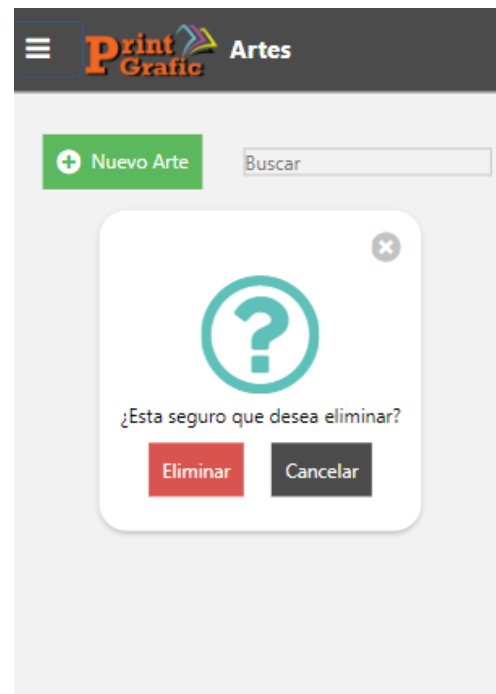 Print
Grafic
Artes
Nuevo Arte
Buscar
?
¿Esta seguro que desea eliminar?
Eliminar
Cancelar